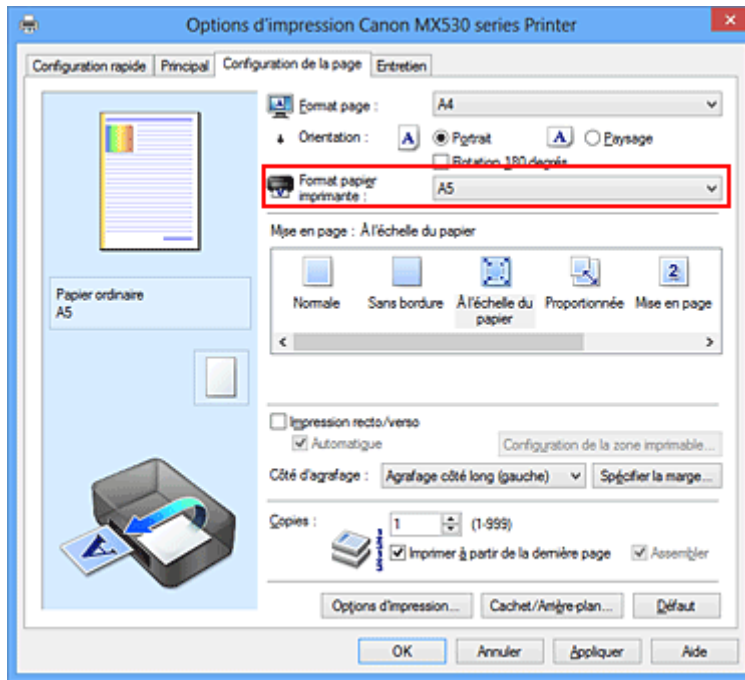 Options d'impression Canon MX530 series Printer
Configuration rapide Principal Configuration de la page Entretien
Format page : A4
Orientation : A Portrait A Paysage
Rotation 180 degrés
Format papier
imprimante : A5
Mise en page : À l'échelle du papier
Normale Sans bordure À l'échelle du
papier Proportionnée Mise en page
Papier ordinaire
A5
Impression recto/verso
Automatique Configuration de la zone imprimable...
Côté d'agrafage : Agrafage côté long (gauche) Spécifier la marge...
Copies : 1 (1-999)
Imprimer à partir de la dernière page Assembler
Options d'impression... Cachet/Arrière-plan... Défaut
OK Annuler Appliquer Aide